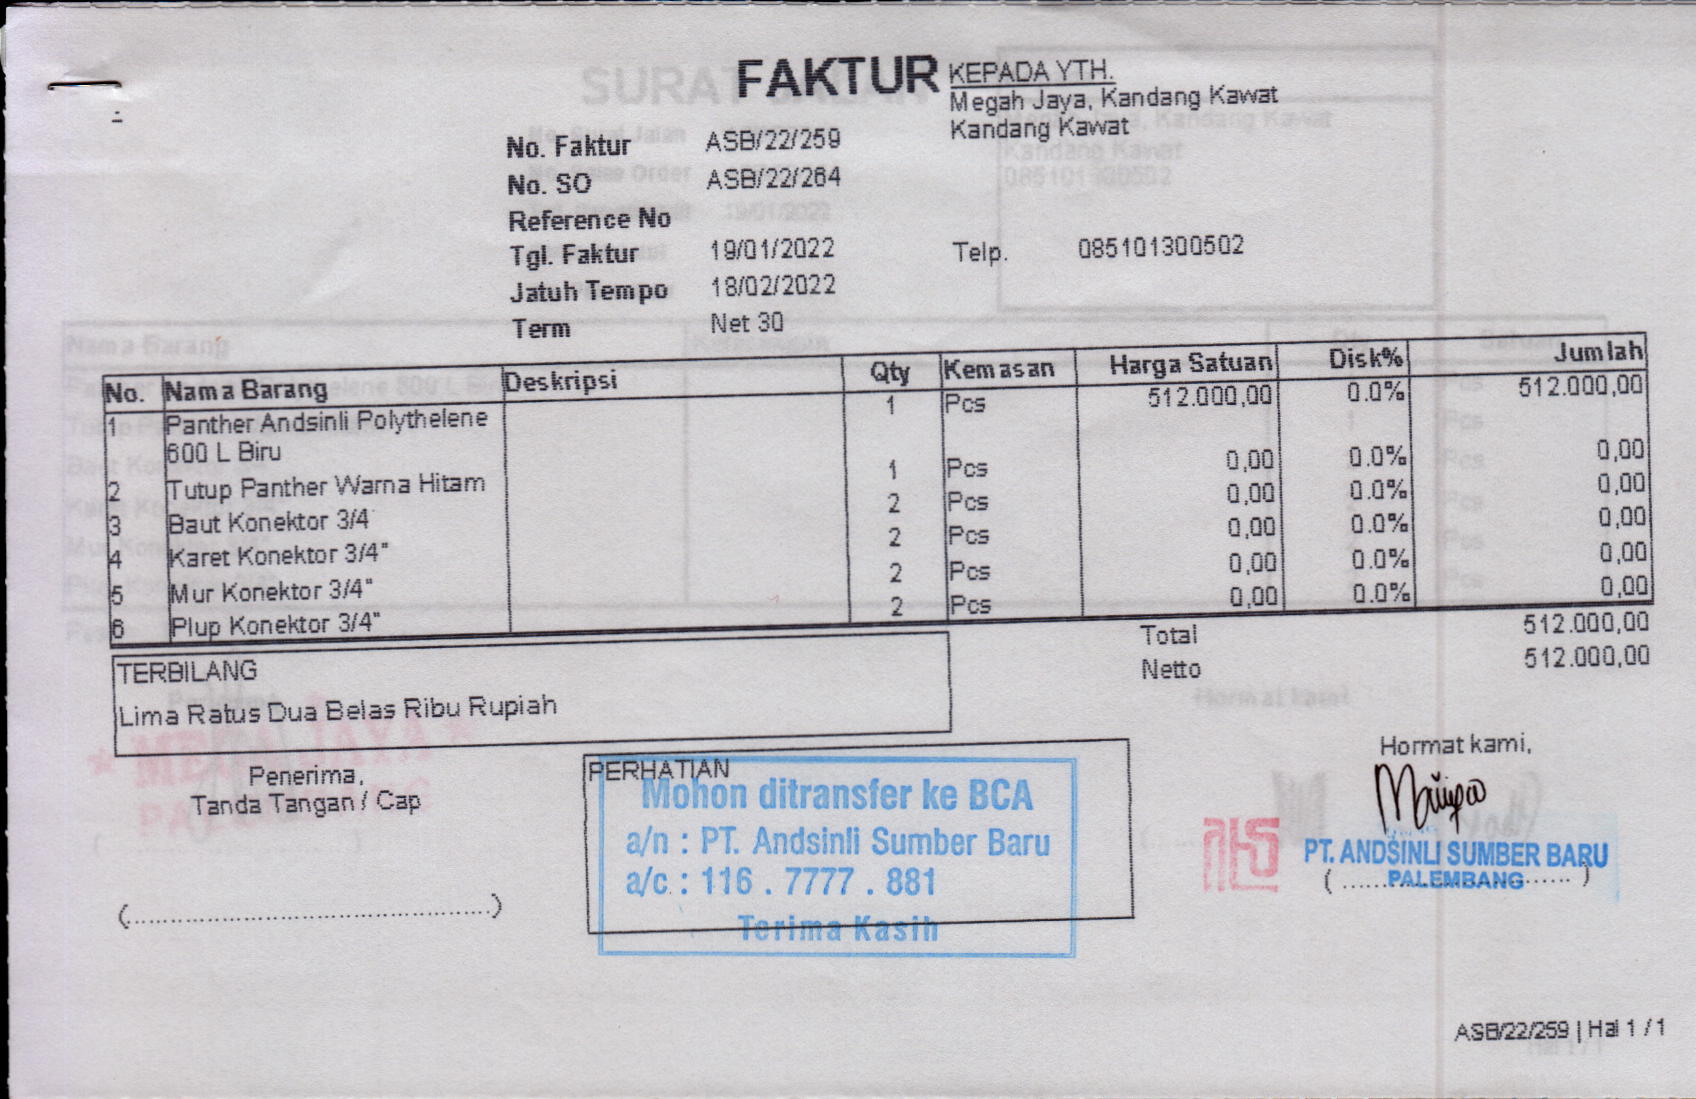 FAKTUR
KEPADA YTH.
Megah Jaya, Kandang Kawat
Kandang Kawat
No. Faktur ASB/22/259
No. SO ASB/22/264
Reference No
Tgl. Faktur 19/01/2022
Telp. 085101300502
Jatuh Tempo 18/02/2022
Term Net 30
No. Nama Barang Deskripsi Qty Kemasan Harga Satuan Disk% Jumlah
1 Panther Andsinli Polythelene 1 Pcs 512.000,00 0.0% 512.000,00
600 L Biru
2 Tutup Panther Warna Hitam 1 Pcs 0,00 0.0% 0,00
3 Baut Konektor 3/4 2 Pcs 0,00 0.0% 0,00
4 Karet Konektor 3/4" 2 Pcs 0,00 0.0% 0,00
5 Mur Konektor 3/4" 2 Pcs 0,00 0.0% 0,00
6 Plup Konektor 3/4" 2 Pcs 0,00 0.0% 0,00
Total 512.000,00
Netto 512.000,00
TERBILANG
Lima Ratus Dua Belas Ribu Rupiah
Penerima,
Tanda Tangan / Cap
(..........................................)
PERHATIAN
Mohon ditransfer ke BCA
a/n : PT. Andsinli Sumber Baru
a/c : 116 . 7777 . 881
Terima Kasih
Hormat kami,
PT. ANDSINLI SUMBER BARU
PALEMBANG
ASB/22/259 | Hal 1 / 1